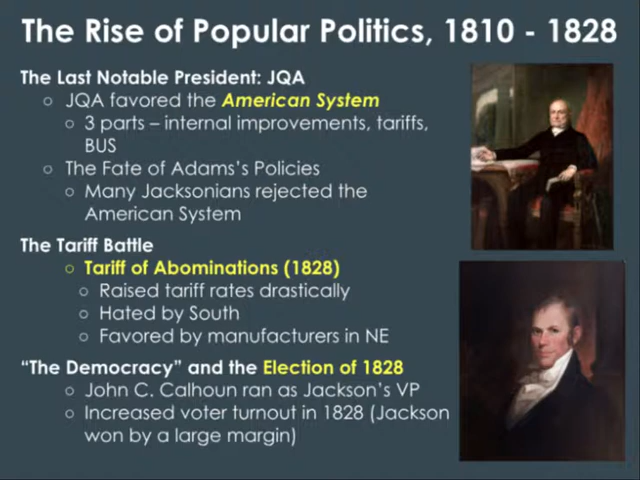 The Rise of Popular Politics, 1810 - 1828
The Last Notable President: JQA
JQA favored the American System
3 parts – internal improvements, tariffs,
BUS
The Fate of Adams's Policies
Many Jacksonians rejected the
American System
The Tariff Battle
Tariff of Abominations (1828)
Raised tariff rates drastically
Hated by South
Favored by manufacturers in NE
“The Democracy” and the Election of 1828
John C. Calhoun ran as Jackson's VP
Increased voter turnout in 1828 (Jackson
won by a large margin)